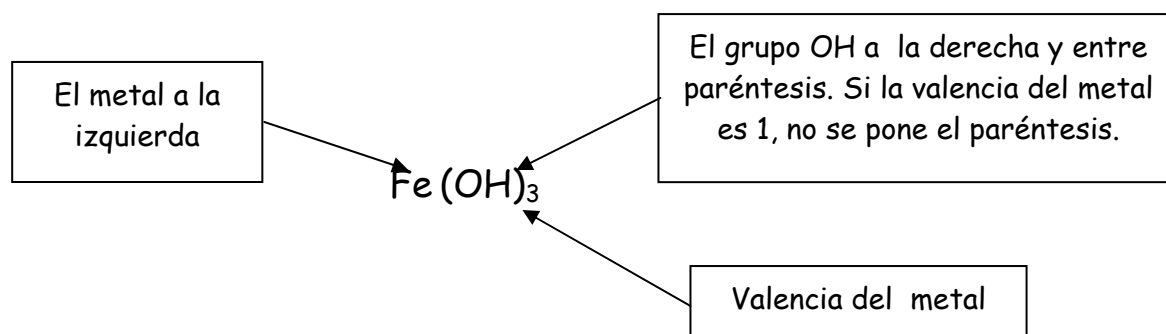 El grupo OH a la derecha y entre
paréntesis. Si la valencia del metal
es 1, no se pone el paréntesis.
El metal a la
izquierda
Fe (OH)₃
Valencia del metal